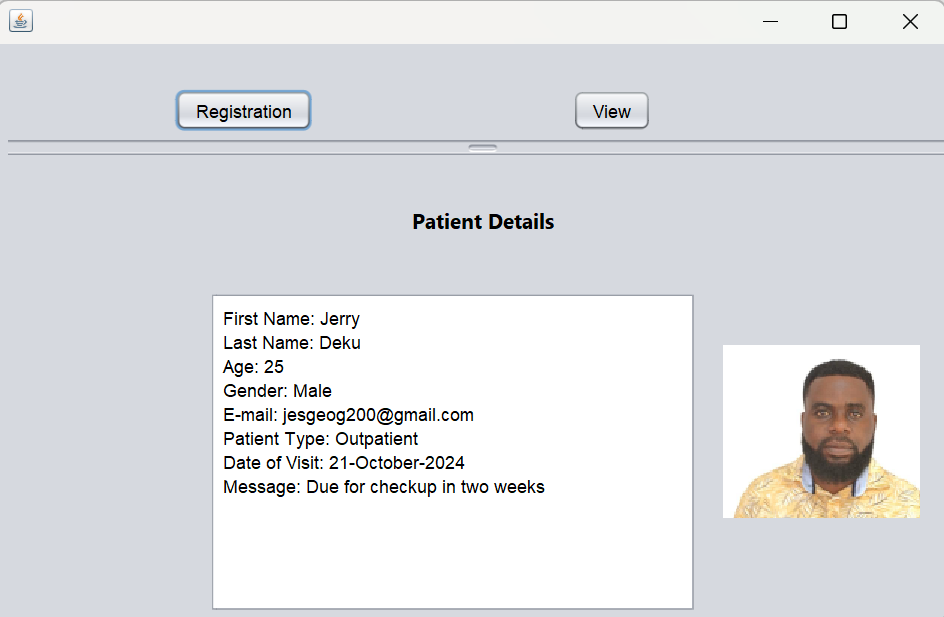 Registration
View
Patient Details
First Name: Jerry
Last Name: Deku
Age: 25
Gender: Male
E-mail: jesgeog200@gmail.com
Patient Type: Outpatient
Date of Visit: 21-October-2024
Message: Due for checkup in two weeks